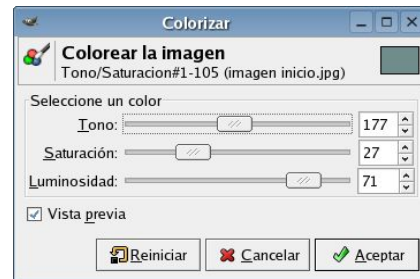 Colorizar
Colorear la imagen
Tono/Saturacion#1-105 (imagen inicio.jpg)
Seleccione un color
Tono: 177
Saturación: 27
Luminosidad: 71
Vista previa
Reiniciar Cancelar Aceptar